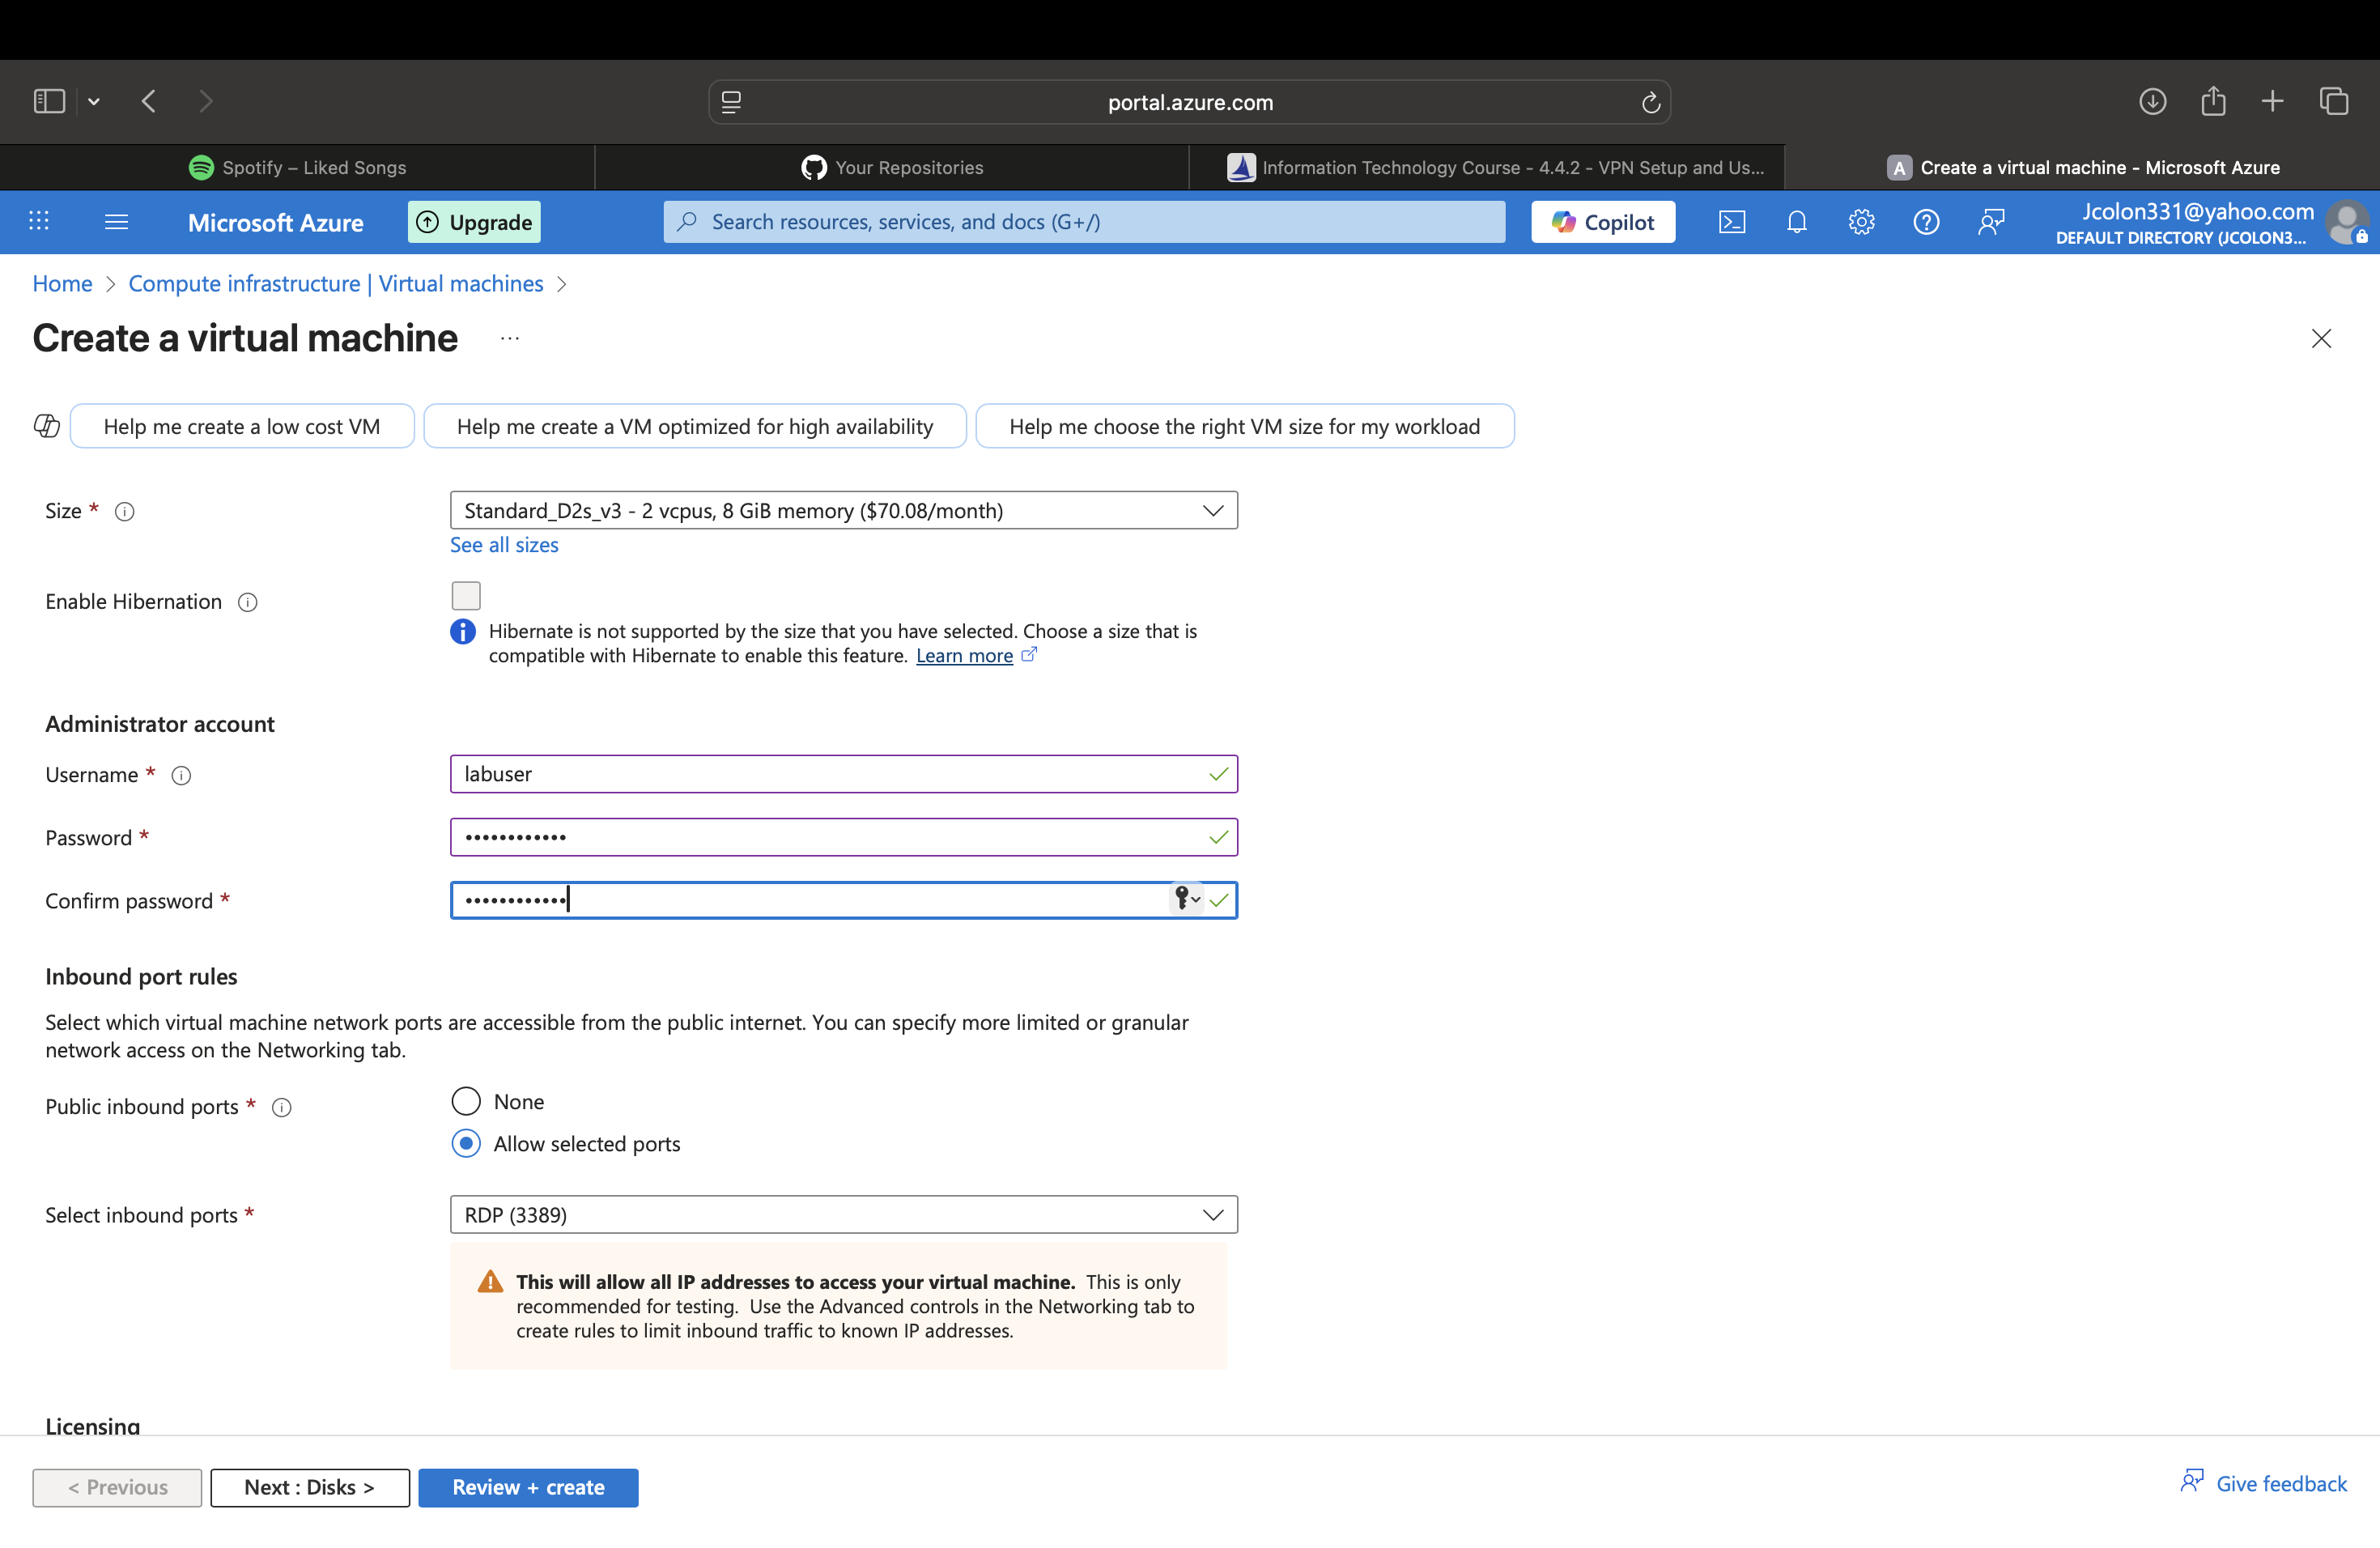 portal.azure.com
Spotify – Liked Songs
Your Repositories
Information Technology Course - 4.4.2 - VPN Setup and Us...
A Create a virtual machine - Microsoft Azure
Microsoft Azure
Upgrade
Search resources, services, and docs (G+/)
Copilot
Jcolon331@yahoo.com
DEFAULT DIRECTORY (JCOLON3...
Home > Compute infrastructure | Virtual machines >
Create a virtual machine ...
Help me create a low cost VM
Help me create a VM optimized for high availability
Help me choose the right VM size for my workload
Size *
Standard_D2s_v3 - 2 vcpus, 8 GiB memory ($70.08/month)
See all sizes
Enable Hibernation
Hibernate is not supported by the size that you have selected. Choose a size that is
compatible with Hibernate to enable this feature. Learn more
Administrator account
Username *
labuser
Password *
••••••••••••
Confirm password *
••••••••••••
Inbound port rules
Select which virtual machine network ports are accessible from the public internet. You can specify more limited or granular
network access on the Networking tab.
Public inbound ports *
None
Allow selected ports
Select inbound ports *
RDP (3389)
This will allow all IP addresses to access your virtual machine. This is only
recommended for testing. Use the Advanced controls in the Networking tab to
create rules to limit inbound traffic to known IP addresses.
Licensing
< Previous
Next : Disks >
Review + create
Give feedback